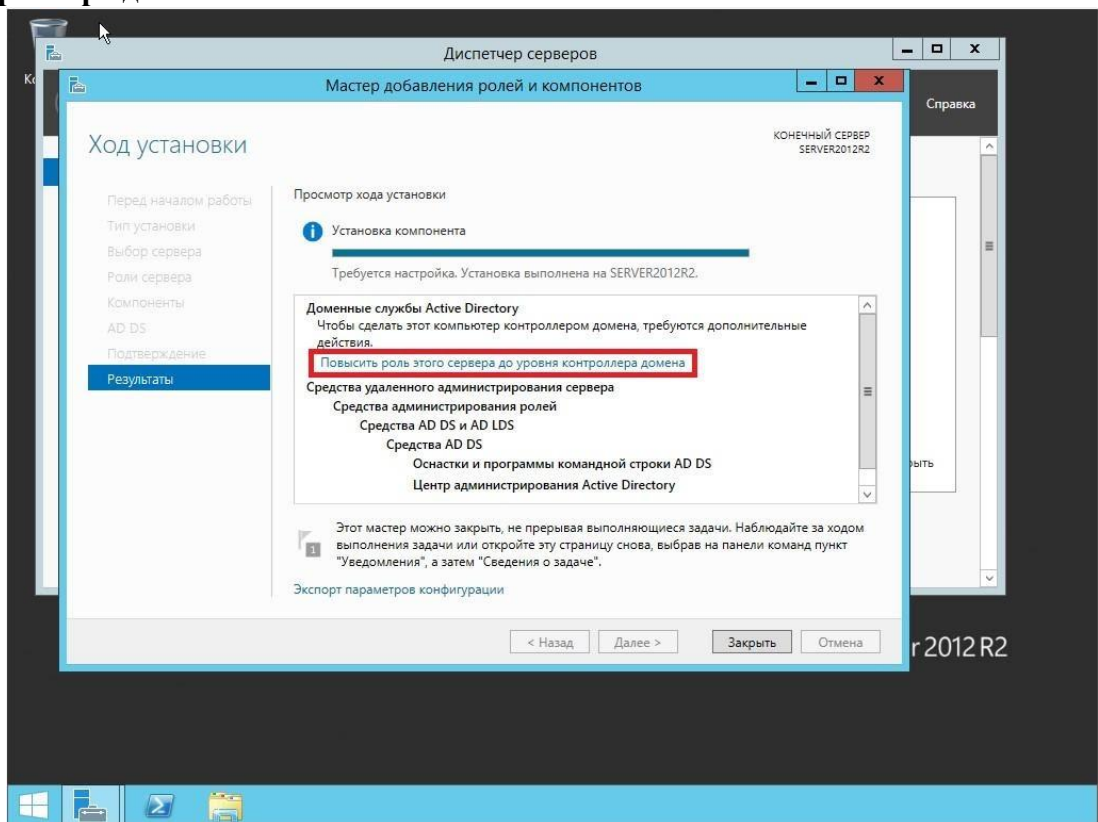 Диспетчер серверов
Мастер добавления ролей и компонентов
Справка
Ход установки
КОНЕЧНЫЙ СЕРВЕР
SERVER2012R2
Перед началом работы
Тип установки
Выбор сервера
Роли сервера
Компоненты
AD DS
Подтверждение
Результаты
Просмотр хода установки
Установка компонента
Требуется настройка. Установка выполнена на SERVER2012R2.
Доменные службы Active Directory
Чтобы сделать этот компьютер контроллером домена, требуются дополнительные
действия.
Повысить роль этого сервера до уровня контроллера домена
Средства удаленного администрирования сервера
Средства администрирования ролей
Средства AD DS и AD LDS
Средства AD DS
Оснастки и программы командной строки AD DS
Центр администрирования Active Directory
рыть
1
Этот мастер можно закрыть, не прерывая выполняющиеся задачи. Наблюдайте за ходом
выполнения задачи или откройте эту страницу снова, выбрав на панели команд пункт
"Уведомления", а затем "Сведения о задаче".
Экспорт параметров конфигурации
< Назад Далее > Закрыть Отмена
r 2012 R2